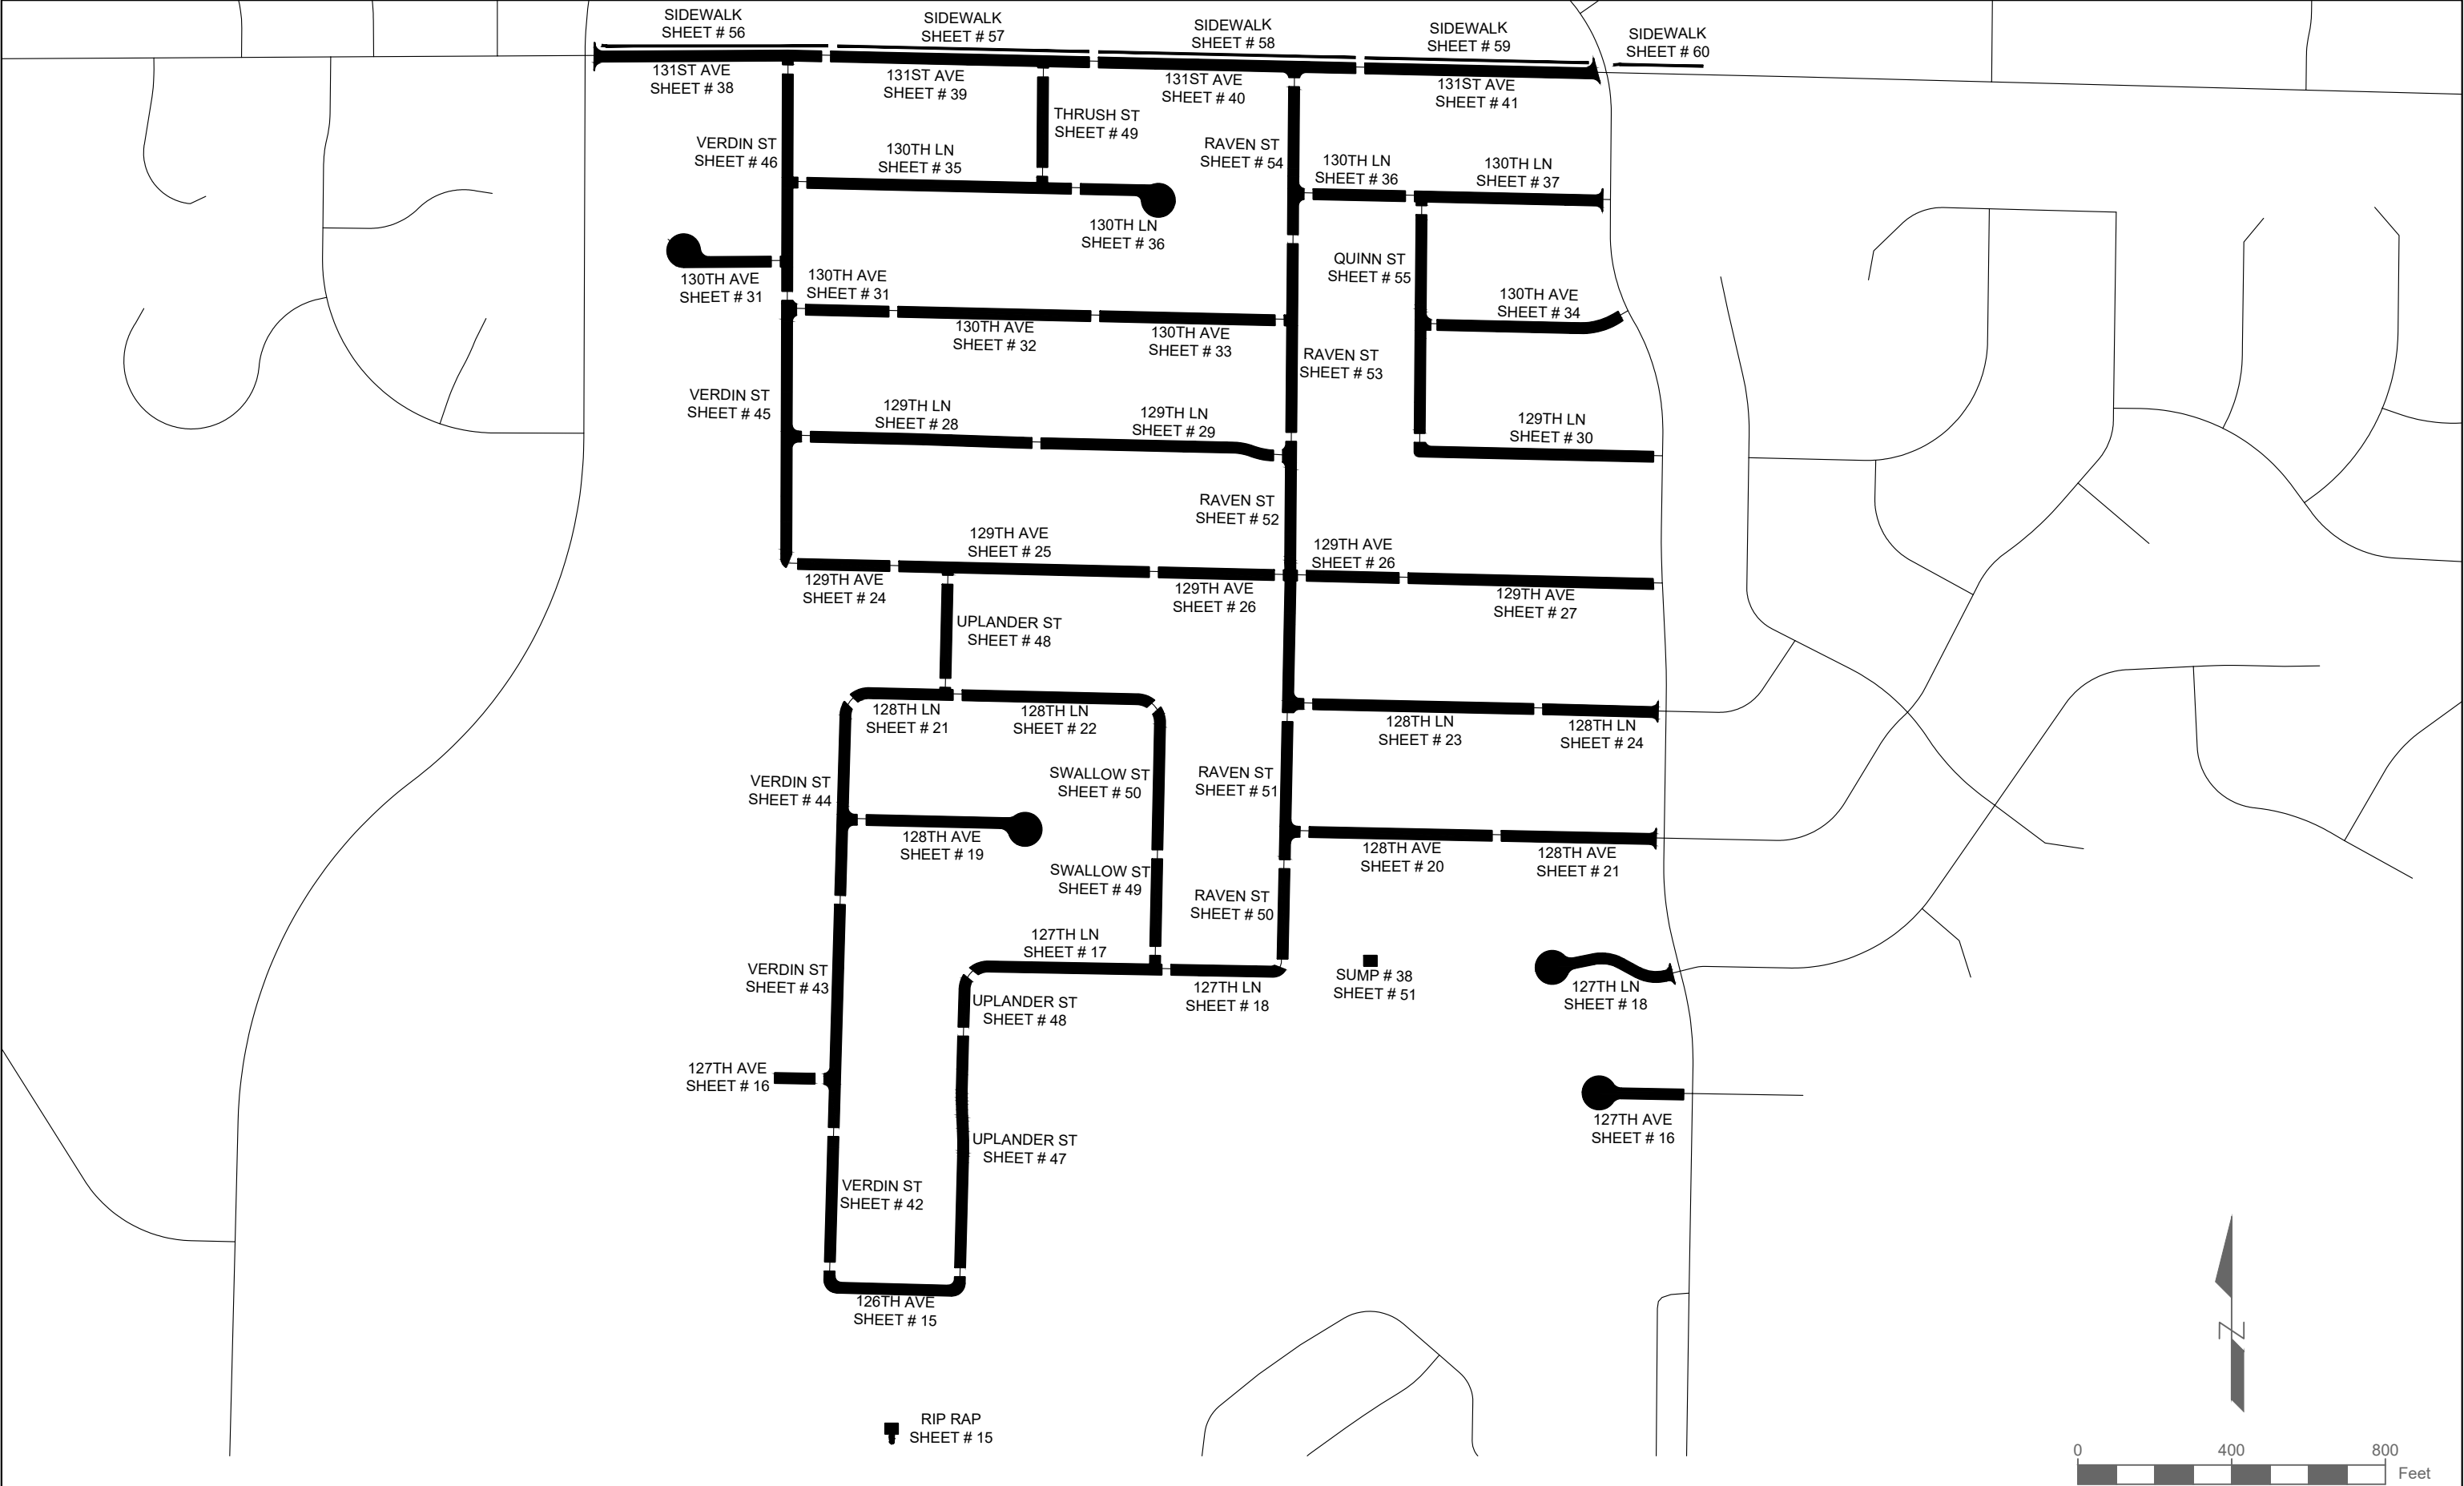 SIDEWALK
SHEET # 56
SIDEWALK
SHEET # 57
SIDEWALK
SHEET # 58
SIDEWALK
SHEET # 59
SIDEWALK
SHEET # 60
131ST AVE
SHEET # 38
131ST AVE
SHEET # 39
131ST AVE
SHEET # 40
131ST AVE
SHEET # 41
THRUSH ST
SHEET # 49
VERDIN ST
SHEET # 46
130TH LN
SHEET # 35
RAVEN ST
SHEET # 54
130TH LN
SHEET # 36
130TH LN
SHEET # 37
130TH LN
SHEET # 36
130TH AVE
SHEET # 31
130TH AVE
SHEET # 31
QUINN ST
SHEET # 55
130TH AVE
SHEET # 34
130TH AVE
SHEET # 32
130TH AVE
SHEET # 33
RAVEN ST
SHEET # 53
VERDIN ST
SHEET # 45
129TH LN
SHEET # 28
129TH LN
SHEET # 29
129TH LN
SHEET # 30
RAVEN ST
SHEET # 52
129TH AVE
SHEET # 25
129TH AVE
SHEET # 26
129TH AVE
SHEET # 24
129TH AVE
SHEET # 26
129TH AVE
SHEET # 27
UPLANDER ST
SHEET # 48
128TH LN
SHEET # 21
128TH LN
SHEET # 22
128TH LN
SHEET # 23
128TH LN
SHEET # 24
VERDIN ST
SHEET # 44
SWALLOW ST
SHEET # 50
RAVEN ST
SHEET # 51
128TH AVE
SHEET # 19
128TH AVE
SHEET # 20
128TH AVE
SHEET # 21
SWALLOW ST
SHEET # 49
RAVEN ST
SHEET # 50
127TH LN
SHEET # 17
VERDIN ST
SHEET # 43
SUMP # 38
SHEET # 51
127TH LN
SHEET # 18
127TH LN
SHEET # 18
UPLANDER ST
SHEET # 48
127TH AVE
SHEET # 16
127TH AVE
SHEET # 16
UPLANDER ST
SHEET # 47
VERDIN ST
SHEET # 42
126TH AVE
SHEET # 15
RIP RAP
SHEET # 15
N
0 400 800
Feet